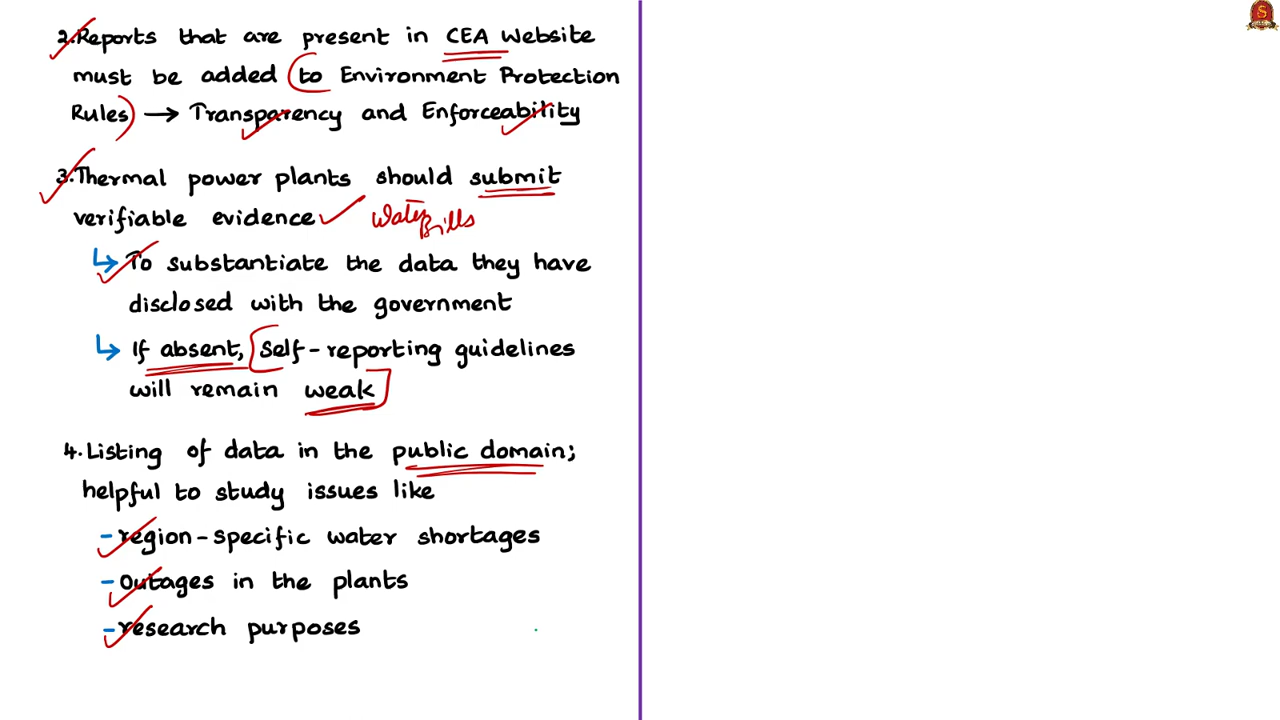 2. Reports that are present in CEA Website
must be added (to Environment Protection
Rules) → Transparency and Enforceability
3. Thermal power plants should submit
verifiable evidence Water Bills
↳ To substantiate the data they have
disclosed with the government
↳ If absent, [Self-reporting guidelines
will remain weak]
4. Listing of data in the public domain;
helpful to study issues like
- region-specific water shortages
- Outages in the plants
- research purposes